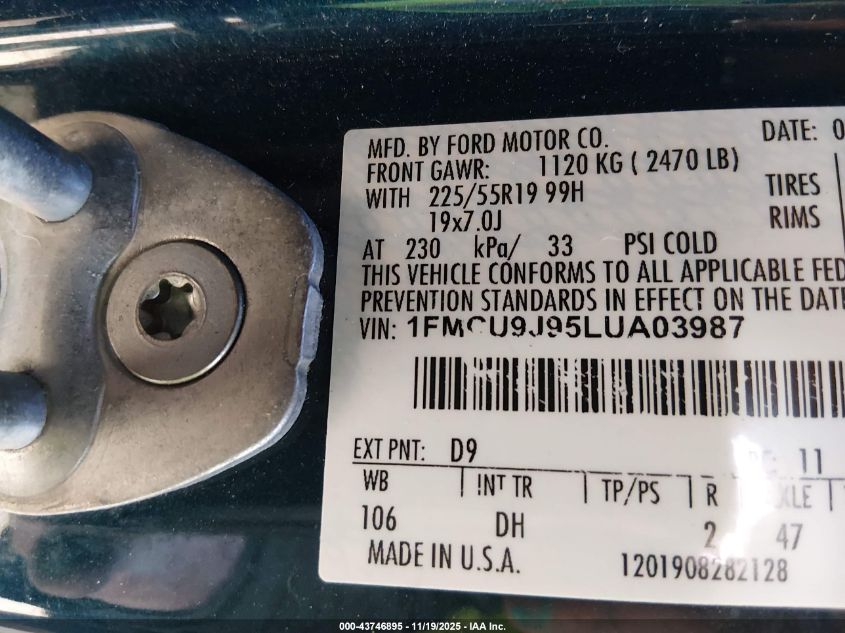 MFD. BY FORD MOTOR CO. DATE: 0
FRONT GAWR: 1120 KG ( 2470 LB)
WITH 225/55R19 99H TIRES
19x7.0J RIMS
AT 230 kPa/ 33 PSI COLD
THIS VEHICLE CONFORMS TO ALL APPLICABLE FED
PREVENTION STANDARDS IN EFFECT ON THE DATE
VIN: 1FMCU9J95LUA03987
EXT PNT: D9 11
WB INT TR TP/PS R
106 DH 2 47
MADE IN U.S.A. 1201908282128
000-43746895 - 11/19/2025 - IAA Inc.